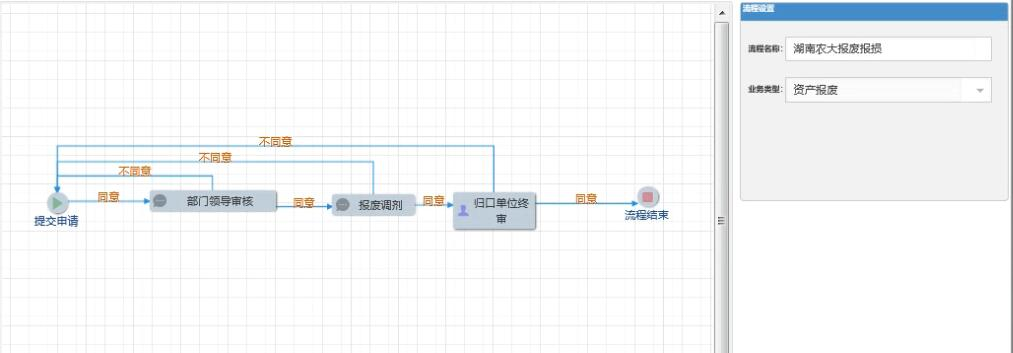 流程设置
流程名称:
湖南农大报废报损
业务类型:
资产报废
不同意
不同意
不同意
同意
部门领导审核
同意
报废调剂
同意
归口单位终
审
同意
提交申请
流程结束